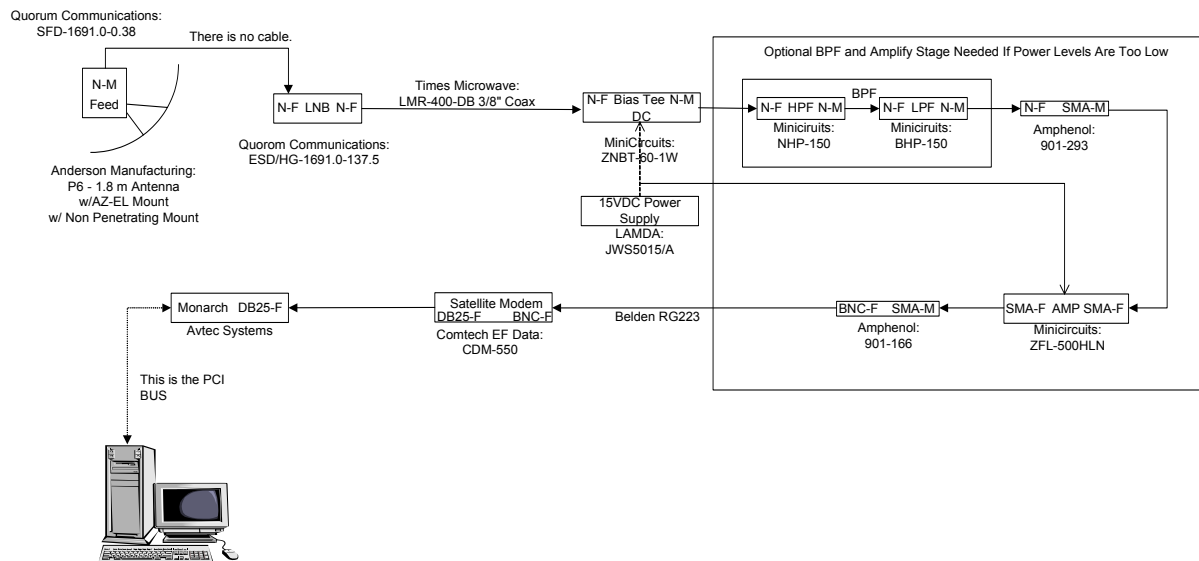 Quorum Communications:
SFD-1691.0-0.38
There is no cable.
N-M
Feed
Anderson Manufacturing:
P6 - 1.8 m Antenna
w/AZ-EL Mount
w/ Non Penetrating Mount
N-F LNB N-F
Quorom Communications:
ESD/HG-1691.0-137.5
Times Microwave:
LMR-400-DB 3/8" Coax
N-F Bias Tee N-M
DC
MiniCircuits:
ZNBT-60-1W
15VDC Power
Supply
LAMDA:
JWS5015/A
Optional BPF and Amplify Stage Needed If Power Levels Are Too Low
BPF
N-F HPF N-M
Miniciruits:
NHP-150
N-F LPF N-M
Miniciruits:
BHP-150
N-F SMA-M
Amphenol:
901-293
SMA-F AMP SMA-F
Minicircuits:
ZFL-500HLN
BNC-F SMA-M
Amphenol:
901-166
Belden RG223
Satellite Modem
DB25-F BNC-F
Comtech EF Data:
CDM-550
Monarch DB25-F
Avtec Systems
This is the PCI
BUS